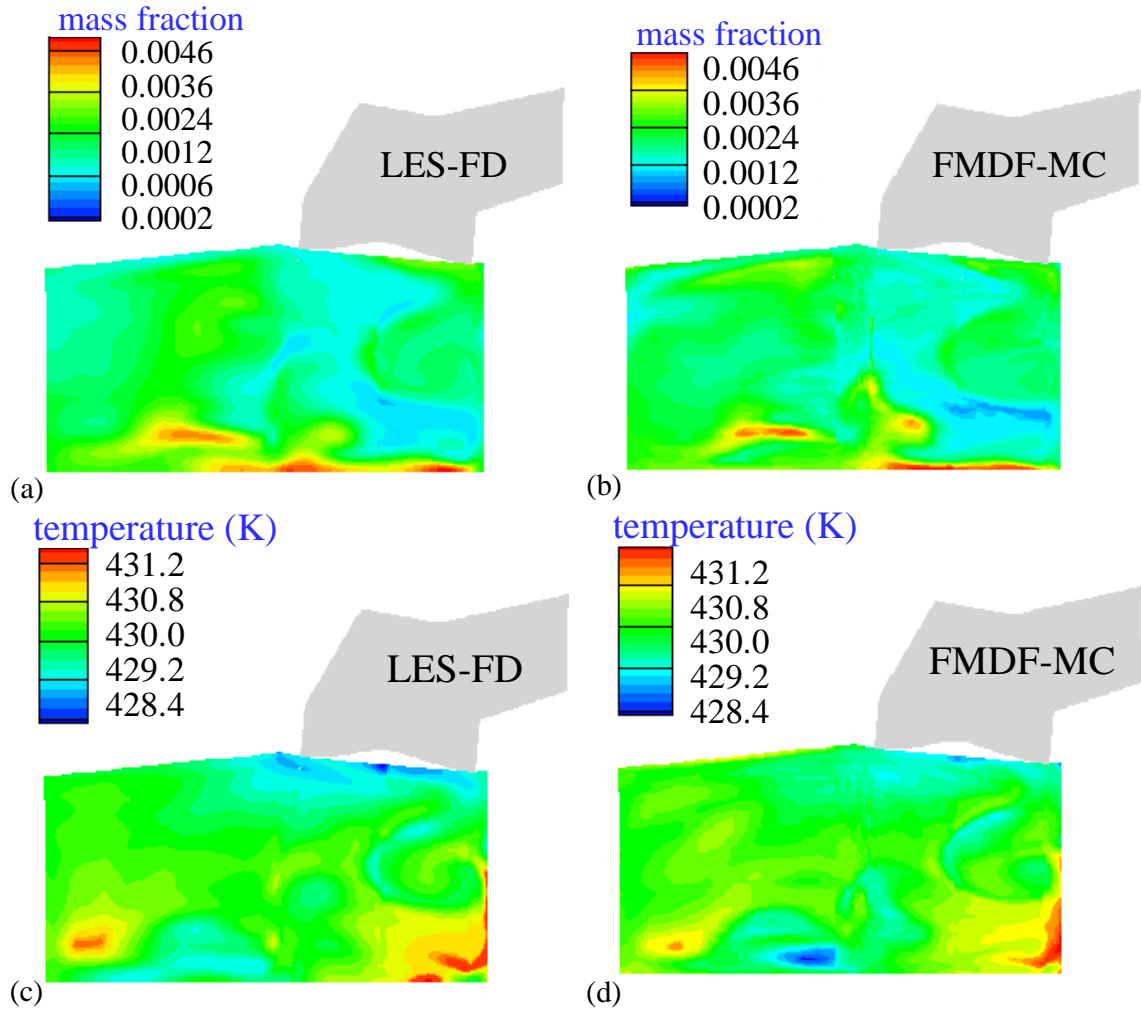 mass fraction
0.0046
0.0036
0.0024
0.0012
0.0006
0.0002
LES-FD
(a)
mass fraction
0.0046
0.0036
0.0024
0.0012
0.0002
FMDF-MC
(b)
temperature (K)
431.2
430.8
430.0
429.2
428.4
LES-FD
(c)
temperature (K)
431.2
430.8
430.0
429.2
428.4
FMDF-MC
(d)